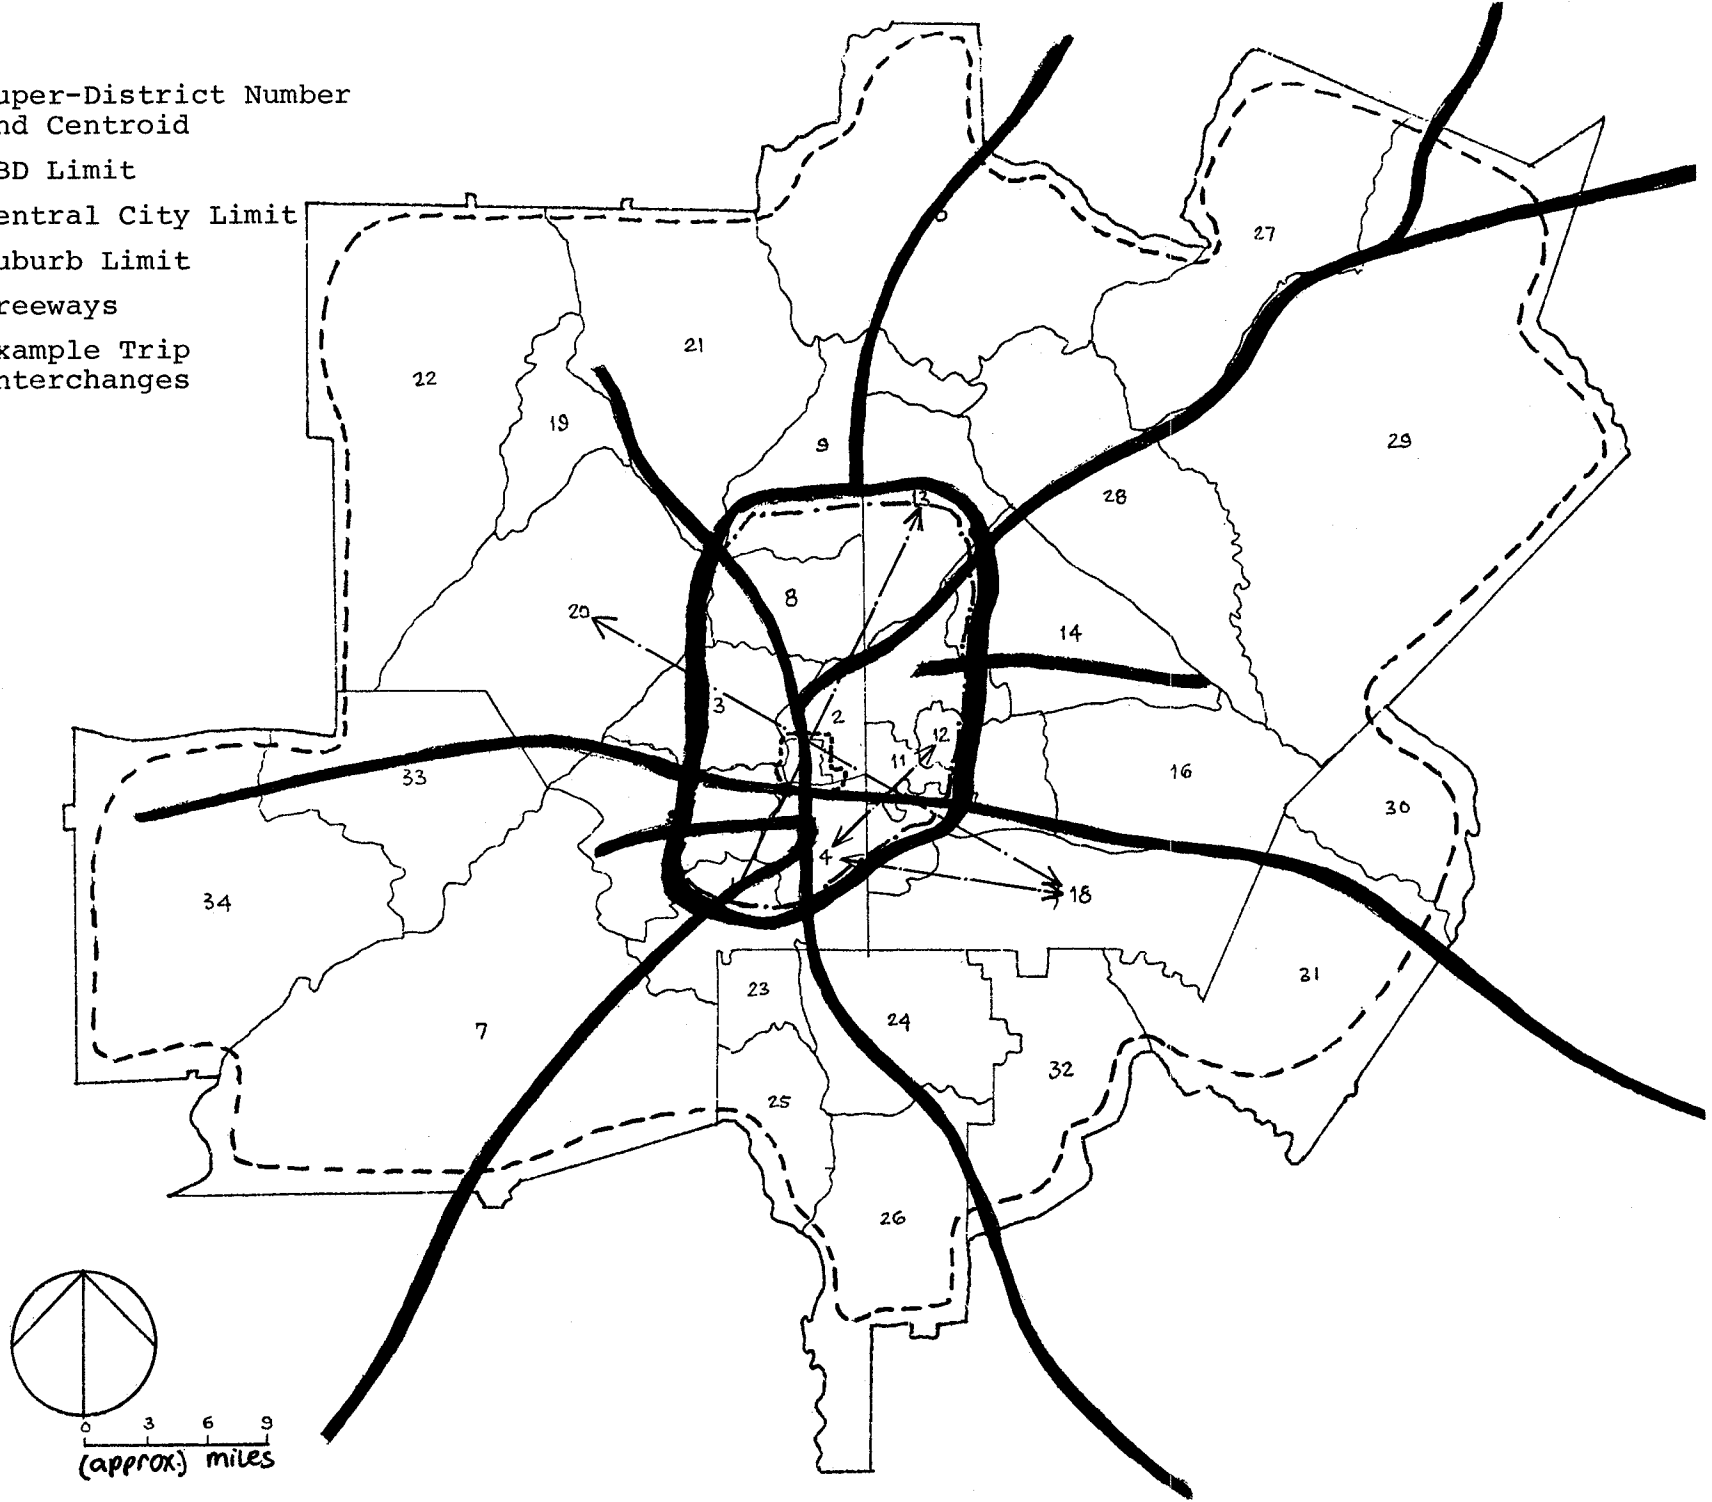 uper-District Number
nd Centroid
BD Limit
entral City Limit
uburb Limit
reeways
xample Trip
nterchanges
27
21
22
19
9
29
28
13
8
20
14
3
2
12
11
33
16
30
4
34
18
31
23
24
7
32
25
26
0 3 6 9
(approx.) miles